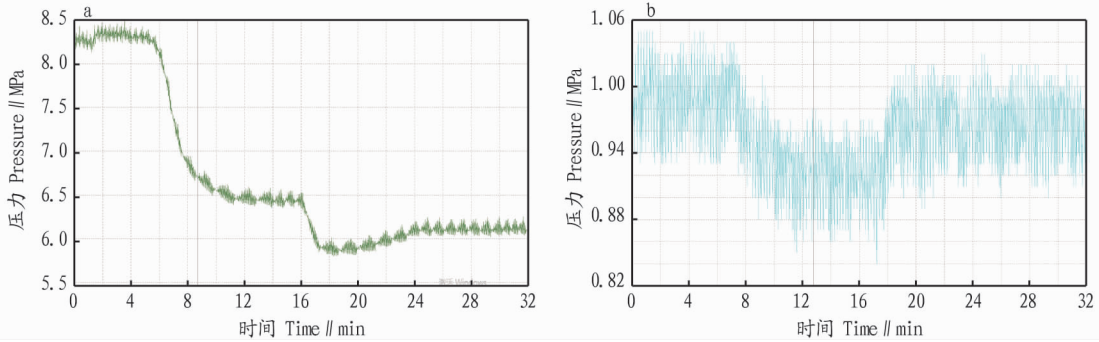 a
8.5
8.0
7.5
7.0
6.5
6.0
5.5
压力 Pressure∥MPa
0 4 8 12 16 20 24 28 32
时间 Time∥min
b
1.06
1.00
0.94
0.88
0.82
压力 Pressure∥MPa
0 4 8 12 16 20 24 28 32
时间 Time∥min